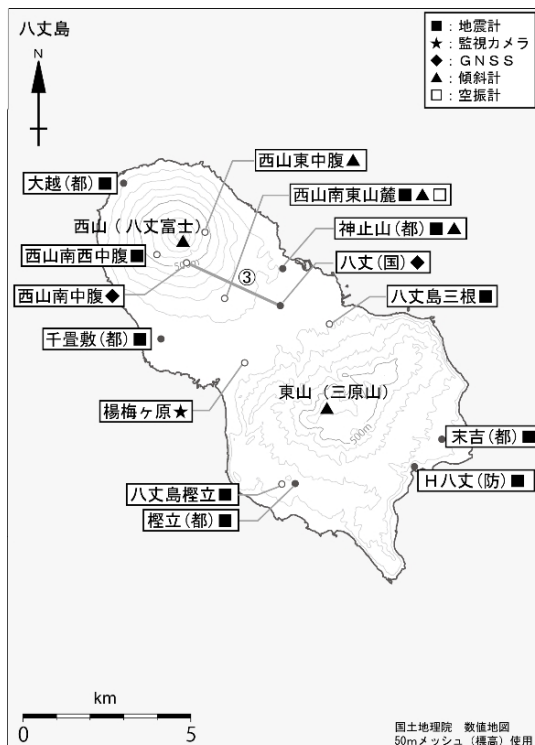 八丈島
N
■：地震計
★：監視カメラ
◆：ＧＮＳＳ
▲：傾斜計
□：空振計
西山東中腹▲
大越(都)■
西山南東山麓■▲□
西山（八丈富士）
神止山(都)■▲
西山南西中腹■
八丈(国)◆
500m
③
西山南中腹◆
八丈島三根■
千畳敷(都)■
東山（三原山）
楊梅ヶ原★
500m
末吉(都)■
Ｈ八丈(防)■
八丈島樫立■
樫立(都)■
km
0 5
国土地理院　数値地図
50mメッシュ（標高）使用